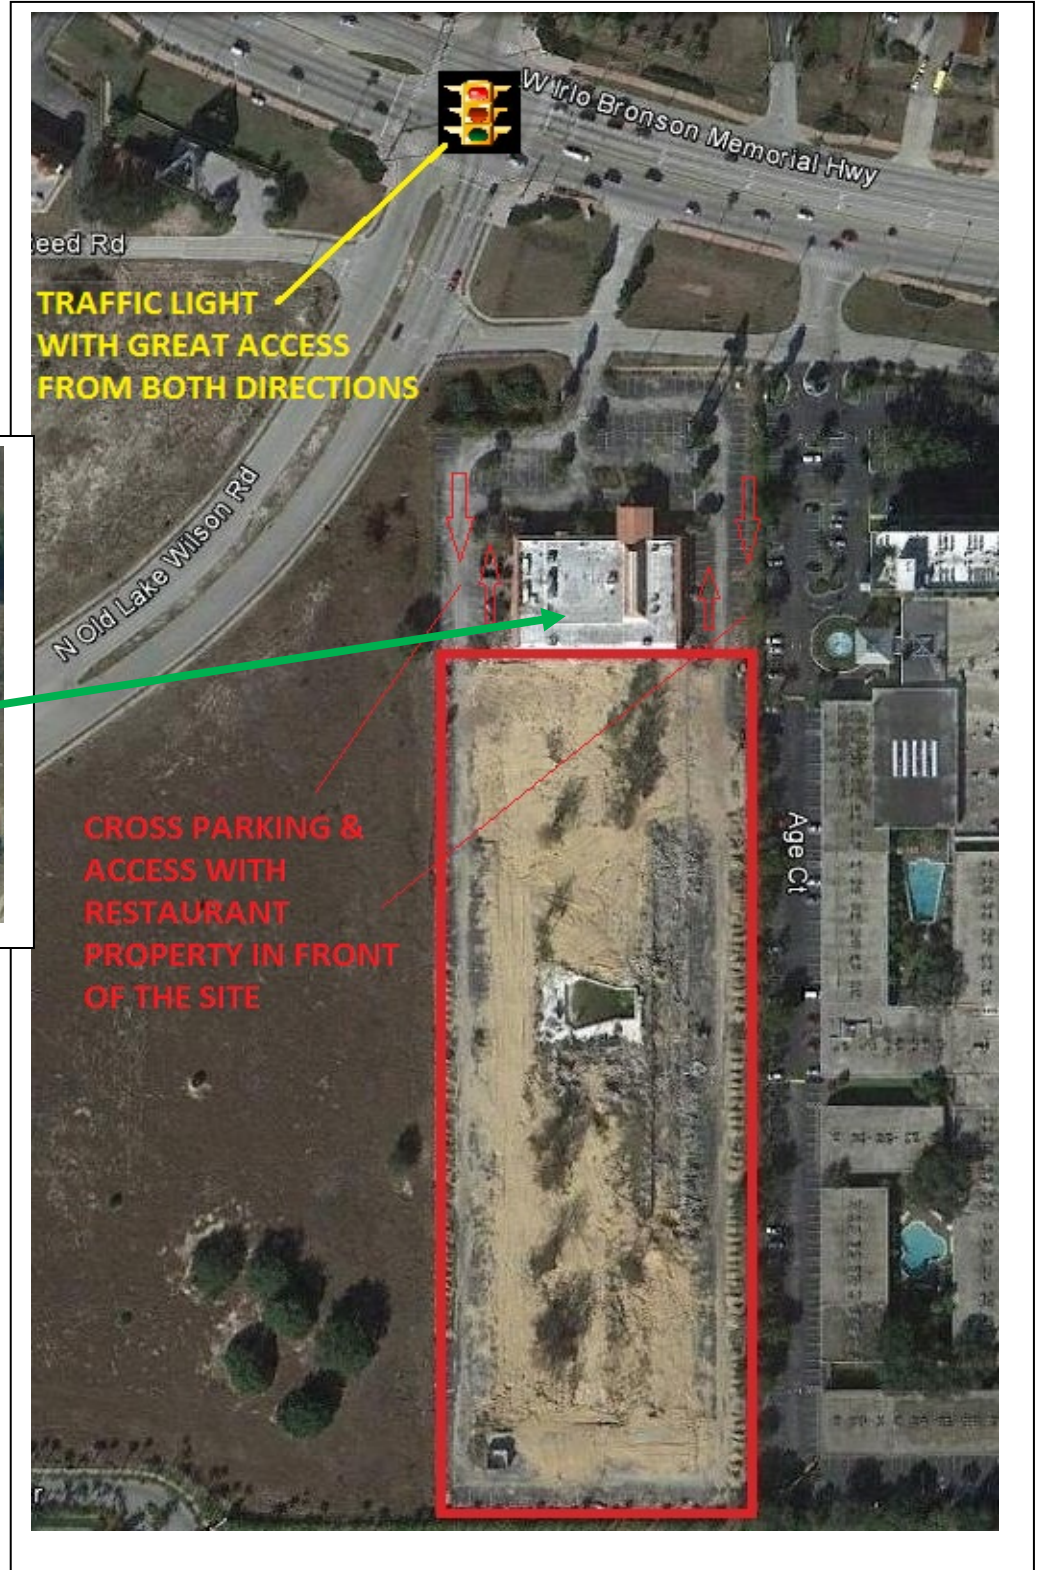 W Irlo Bronson Memorial Hwy
eed Rd
TRAFFIC LIGHT
WITH GREAT ACCESS
FROM BOTH DIRECTIONS
N Old Lake Wilson Rd
CROSS PARKING &
ACCESS WITH
RESTAURANT
PROPERTY IN FRONT
OF THE SITE
Age Ct
r